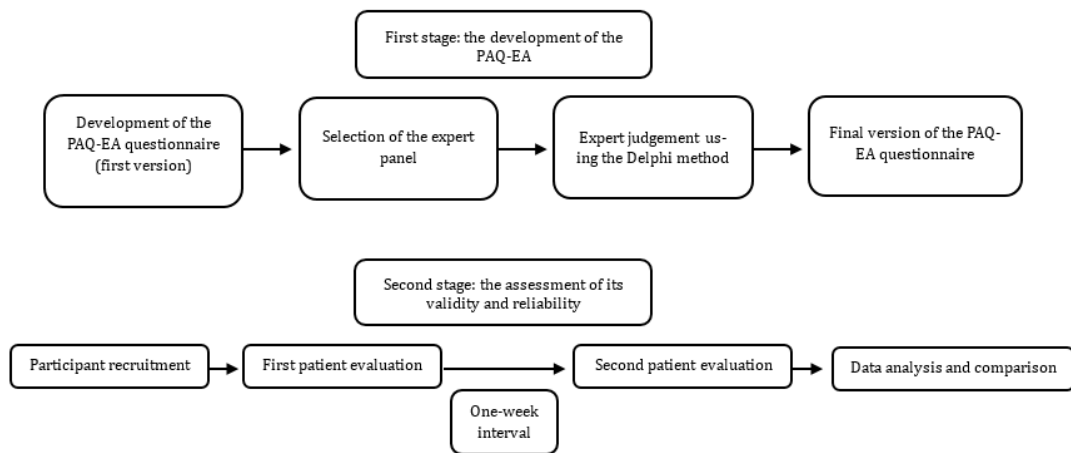 First stage: the development of the
PAQ-EA
Development of the
PAQ-EA questionnaire
(first version)
Selection of the expert
panel
Expert judgement us-
ing the Delphi method
Final version of the PAQ-
EA questionnaire
Second stage: the assessment of its
validity and reliability
Participant recruitment
First patient evaluation
One-week
interval
Second patient evaluation
Data analysis and comparison